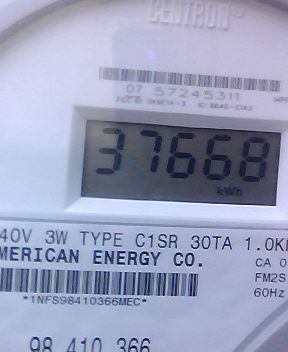 CENTRON®
07 57245311
37668
kWh
40V 3W TYPE C1SR 30TA 1.0K
MERICAN ENERGY CO.
CA 0
FM2S
60Hz
*1NFS98410366MEC*
98 410 366